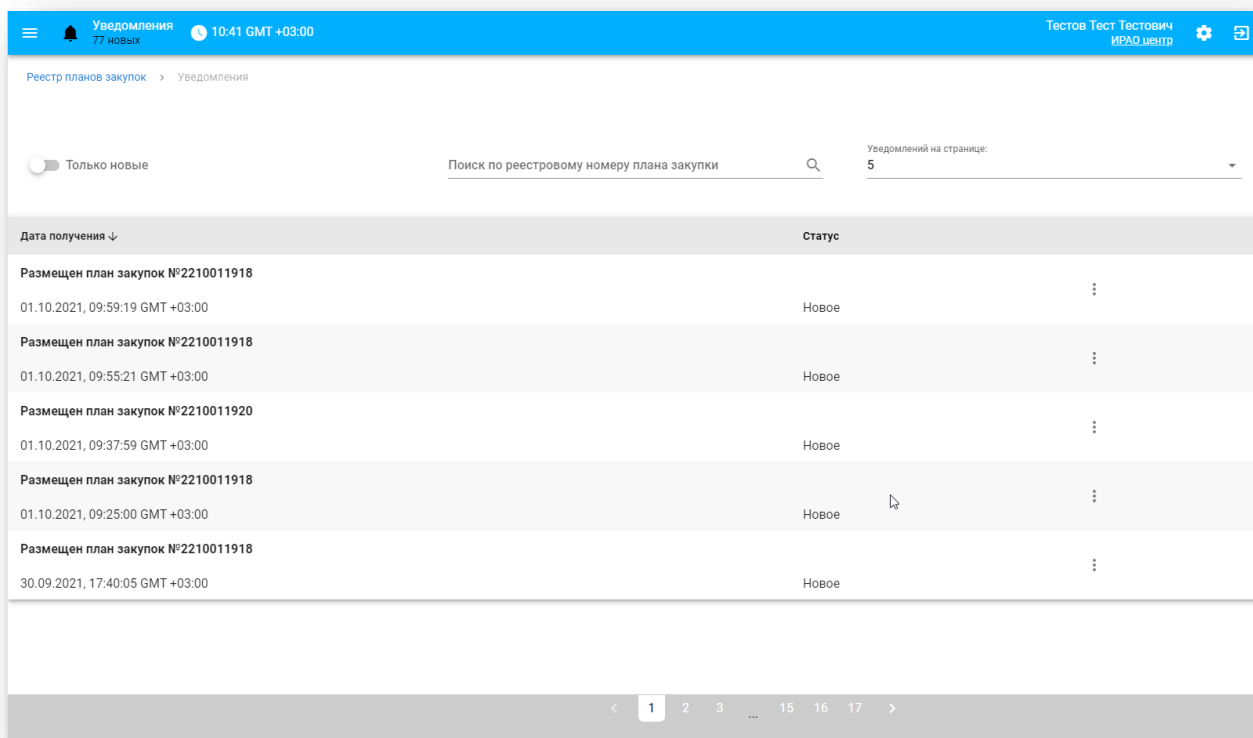 Уведомления
77 новых
10:41 GMT +03:00
Тестов Тест Тестович
ИРАО центр
Реестр планов закупок > Уведомления
Только новые
Поиск по реестровому номеру плана закупки
Уведомлений на странице:
5
Дата получения ↓ Статус
Размещен план закупок №2210011918
01.10.2021, 09:59:19 GMT +03:00 Новое
Размещен план закупок №2210011918
01.10.2021, 09:55:21 GMT +03:00 Новое
Размещен план закупок №2210011920
01.10.2021, 09:37:59 GMT +03:00 Новое
Размещен план закупок №2210011918
01.10.2021, 09:25:00 GMT +03:00 Новое
Размещен план закупок №2210011918
30.09.2021, 17:40:05 GMT +03:00 Новое
< 1 2 3 ... 15 16 17 >